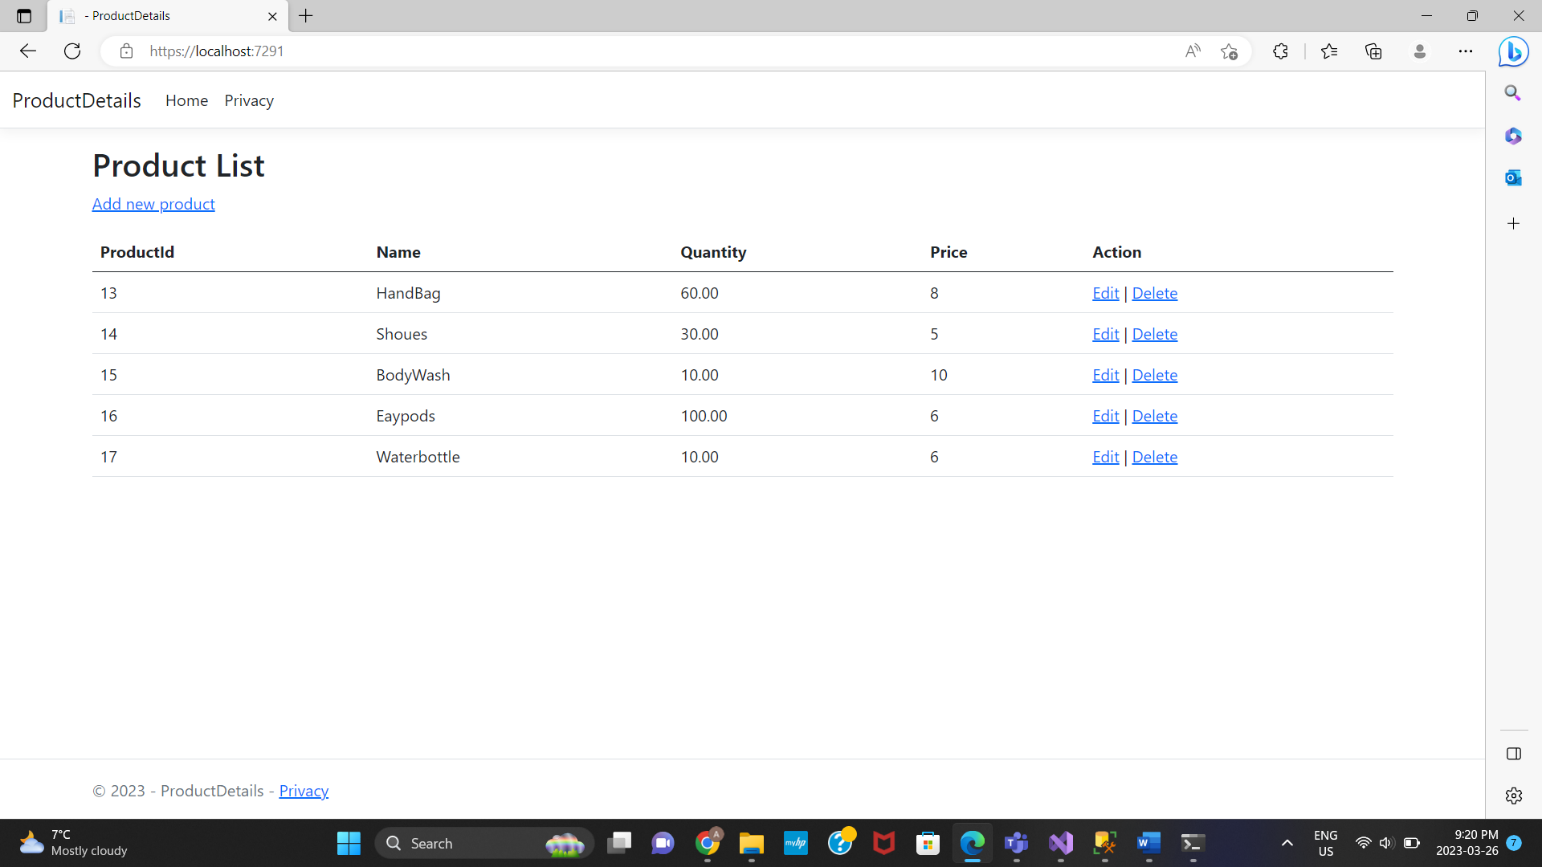 - ProductDetails
https://localhost:7291
ProductDetails Home Privacy
Product List
Add new product
ProductId Name Quantity Price Action
13 HandBag 60.00 8 Edit | Delete
14 Shoues 30.00 5 Edit | Delete
15 BodyWash 10.00 10 Edit | Delete
16 Eaypods 100.00 6 Edit | Delete
17 Waterbottle 10.00 6 Edit | Delete
© 2023 - ProductDetails - Privacy
7°C
Mostly cloudy
Search
myhp
ENG
US
9:20 PM
2023-03-26
7